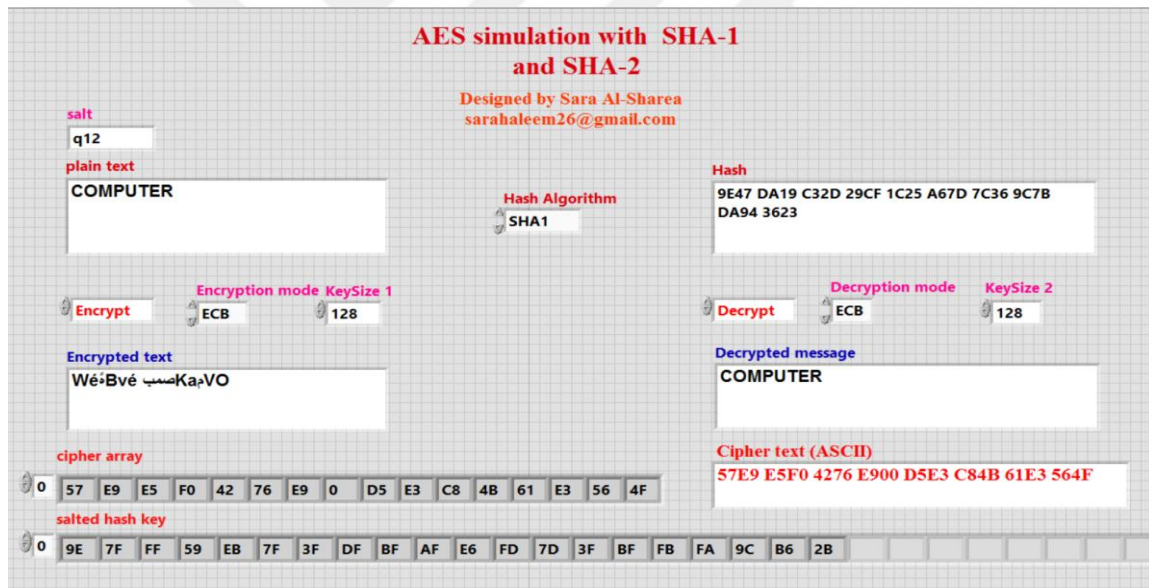 AES simulation with SHA-1
and SHA-2
Designed by Sara Al-Sharea
sarahaleem26@gmail.com
salt
q12
plain text
COMPUTER
Hash Algorithm
SHA1
Hash
9E47 DA19 C32D 29CF 1C25 A67D 7C36 9C7B
DA94 3623
Encryption mode KeySize 1
Encrypt ECB 128
Decryption mode KeySize 2
Decrypt ECB 128
Encrypted text
Decrypted message
COMPUTER
cipher array
0 57 E9 E5 F0 42 76 E9 0 D5 E3 C8 4B 61 E3 56 4F
Cipher text (ASCII)
57E9 E5F0 4276 E900 D5E3 C84B 61E3 564F
salted hash key
0 9E 7F FF 59 EB 7F 3F DF BF AF E6 FD 7D 3F BF FB FA 9C B6 2B